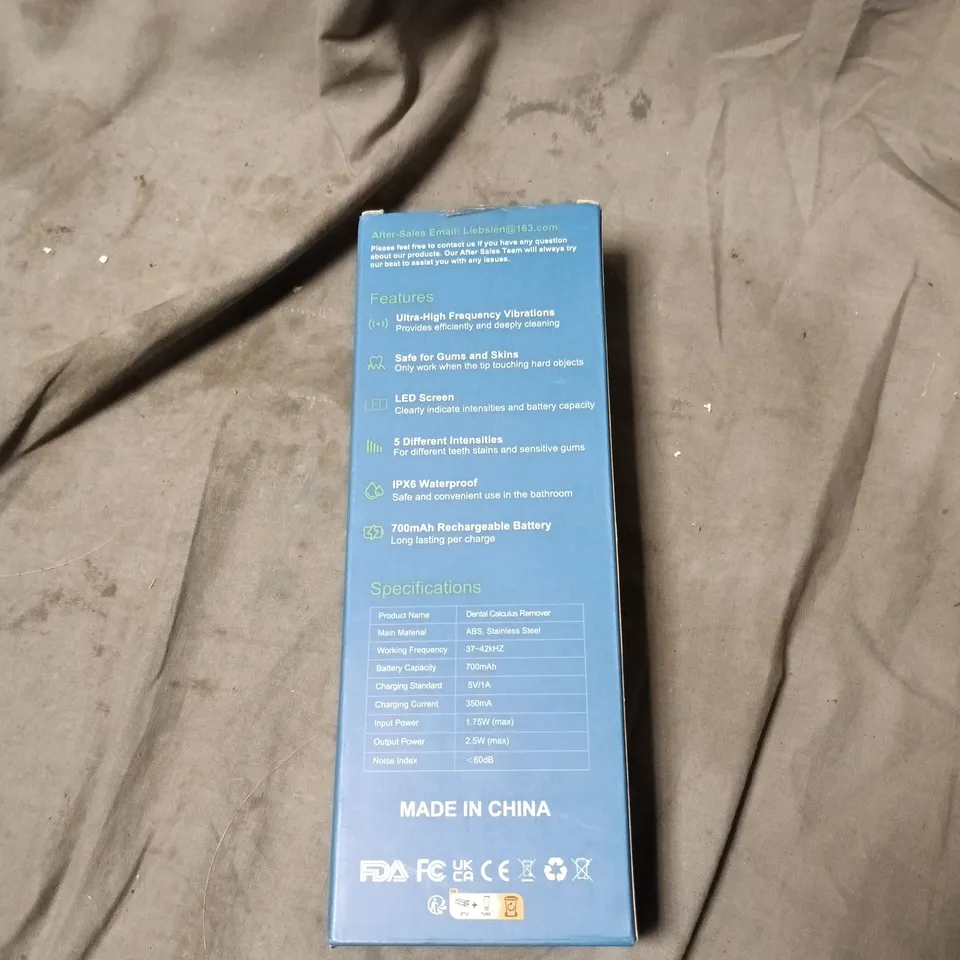 After-Sales Email: Liebslen@163.com
Please feel free to contact us if you have any question
about our products. Our After Sales Team will always try
our best to assist you with any issues.
Features
Ultra-High Frequency Vibrations
Provides efficiently and deeply cleaning
Safe for Gums and Skins
Only work when the tip touching hard objects
LED
LED Screen
Clearly indicate intensities and battery capacity
5 Different Intensities
For different teeth stains and sensitive gums
IPX6 Waterproof
Safe and convenient use in the bathroom
700mAh Rechargeable Battery
Long lasting per charge
Specifications
Product Name Dental Calculus Remover
Main Material ABS, Stainless Steel
Working Frequency 37~42kHZ
Battery Capacity 700mAh
Charging Standard 5V/1A
Charging Current 350mA
Input Power 1.75W (max)
Output Power 2.5W (max)
Noise Index <60dB
MADE IN CHINA
FDA FC UK CA CE